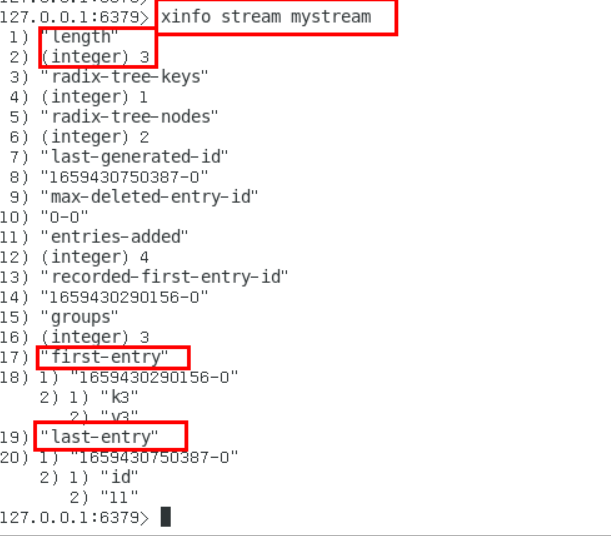 127.0.0.1:6379> xinfo stream mystream
1) "length"
2) (integer) 3
3) "radix-tree-keys"
4) (integer) 1
5) "radix-tree-nodes"
6) (integer) 2
7) "last-generated-id"
8) "1659430750387-0"
9) "max-deleted-entry-id"
10) "0-0"
11) "entries-added"
12) (integer) 4
13) "recorded-first-entry-id"
14) "1659430290156-0"
15) "groups"
16) (integer) 3
17) "first-entry"
18) 1) "1659430290156-0"
2) 1) "k3"
2) "v3"
19) "last-entry"
20) 1) "1659430750387-0"
2) 1) "id"
2) "11"
127.0.0.1:6379>